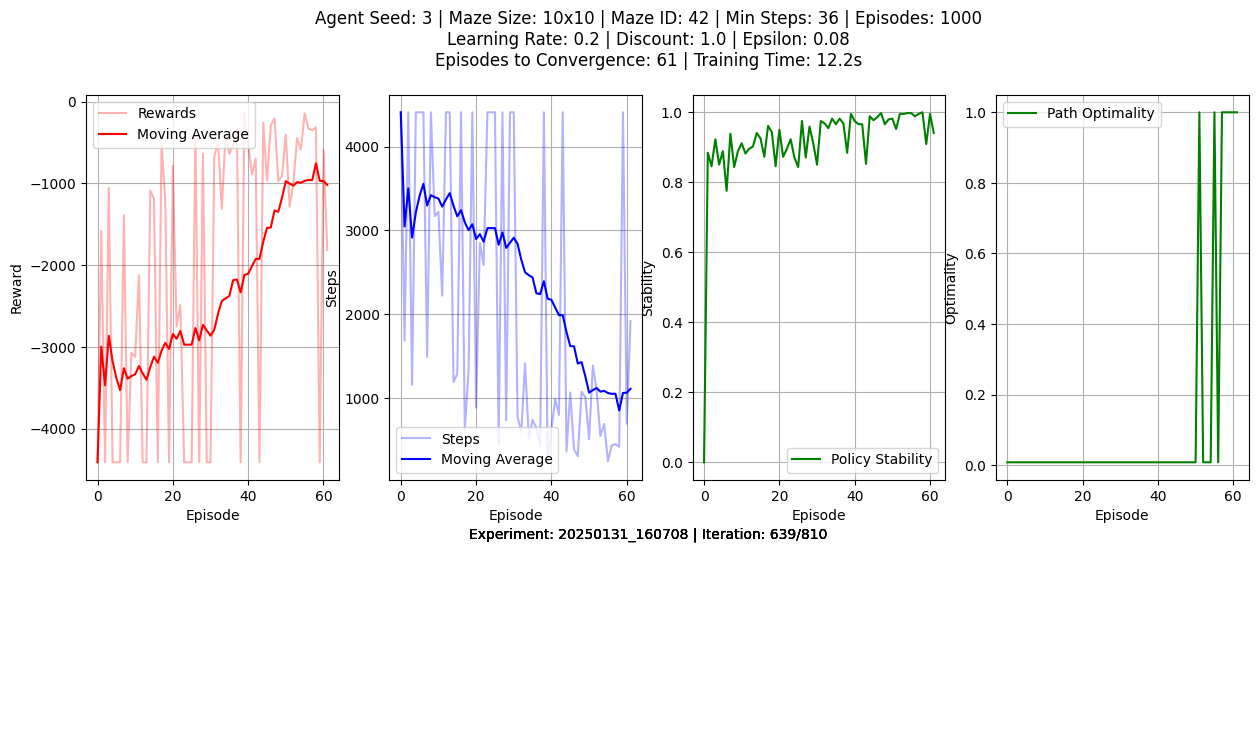 Agent Seed: 3 | Maze Size: 10x10 | Maze ID: 42 | Min Steps: 36 | Episodes: 1000
Learning Rate: 0.2 | Discount: 1.0 | Epsilon: 0.08
Episodes to Convergence: 61 | Training Time: 12.2s
Reward
0
−1000
−2000
−3000
−4000
Rewards
Moving Average
0 20 40 60
Episode
Steps
4000
3000
2000
1000
Steps
Moving Average
0 20 40 60
Episode
Stability
1.0
0.8
0.6
0.4
0.2
0.0
Policy Stability
0 20 40 60
Episode
Optimality
1.0
0.8
0.6
0.4
0.2
0.0
Path Optimality
0 20 40 60
Episode
Experiment: 20250131_160708 | Iteration: 639/810